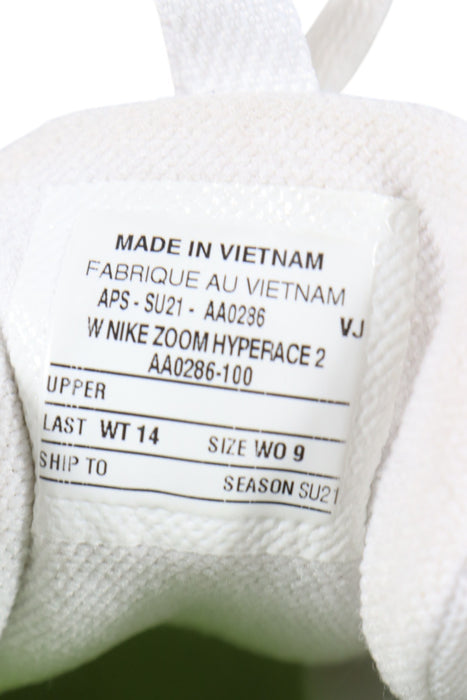 MADE IN VIETNAM
FABRIQUE AU VIETNAM
APS - SU21 - AA0286 VJ
W NIKE ZOOM HYPERACE 2
AA0286-100
UPPER
LAST WT 14 SIZE WO 9
SHIP TO
SEASON SU21